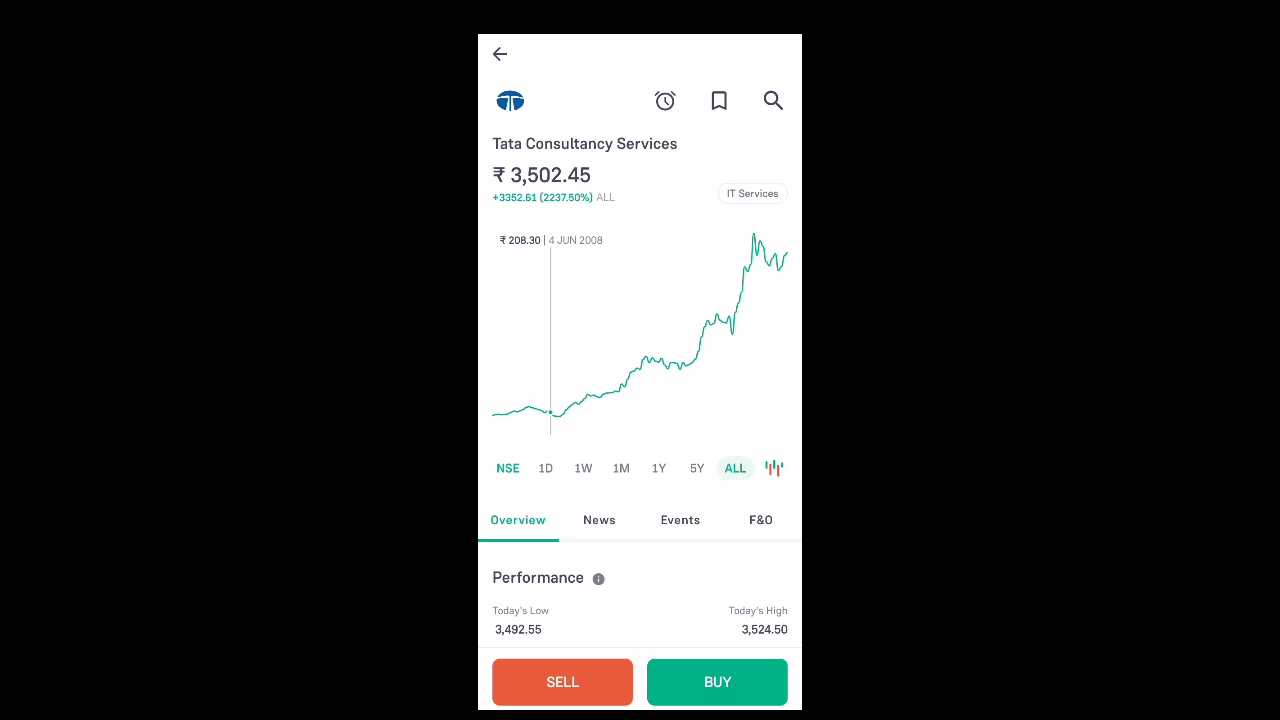 Tata Consultancy Services
₹ 3,502.45
+3352.61 (2237.50%) ALL
IT Services
₹ 208.30 | 4 JUN 2008
NSE 1D 1W 1M 1Y 5Y ALL
Overview News Events F&O
Performance
Today's Low Today's High
3,492.55 3,524.50
SELL BUY